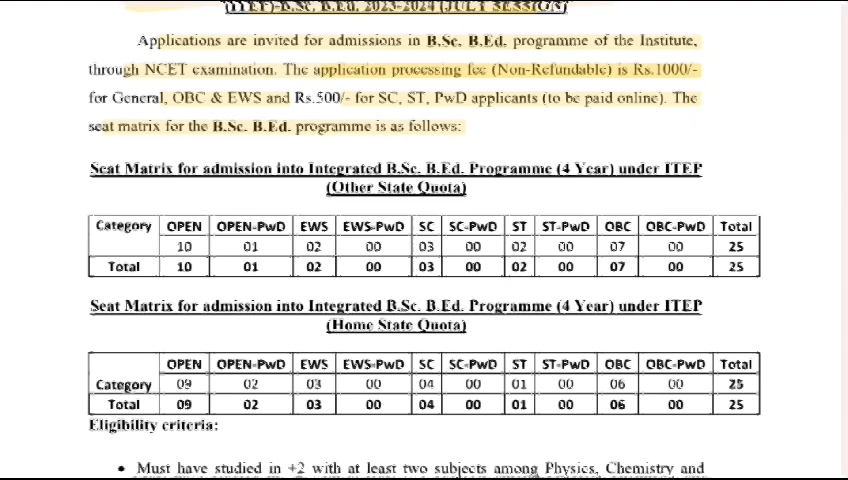 (ITEP)-B.Sc. B.Ed. 2023-2024 (JULY SESSION)
Applications are invited for admissions in B.Sc. B.Ed. programme of the Institute,
through NCET examination. The application processing fee (Non-Refundable) is Rs.1000/-
for General, OBC & EWS and Rs.500/- for SC, ST, PwD applicants (to be paid online). The
seat matrix for the B.Sc. B.Ed. programme is as follows:
Seat Matrix for admission into Integrated B.Sc. B.Ed. Programme (4 Year) under ITEP
(Other State Quota)
Category OPEN OPEN-PwD EWS EWS-PwD SC SC-PwD ST ST-PwD OBC OBC-PwD Total
10 01 02 00 03 00 02 00 07 00 25
Total 10 01 02 00 03 00 02 00 07 00 25
Seat Matrix for admission into Integrated B.Sc. B.Ed. Programme (4 Year) under ITEP
(Home State Quota)
OPEN OPEN-PwD EWS EWS-PwD SC SC-PwD ST ST-PwD OBC OBC-PwD Total
Category 09 02 03 00 04 00 01 00 06 00 25
Total 09 02 03 00 04 00 01 00 06 00 25
Eligibility criteria:
• Must have studied in +2 with at least two subjects among Physics, Chemistry and